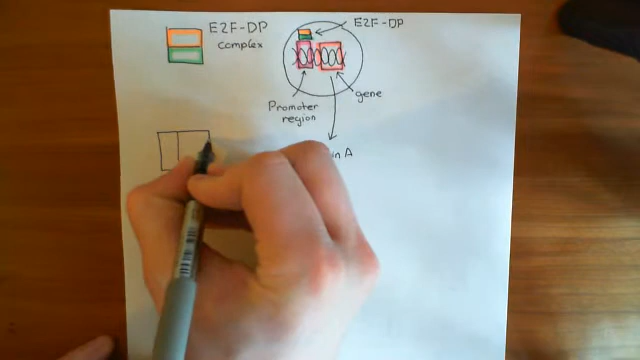 E2F-DP
complex
E2F-DP
gene
Promoter
region
A